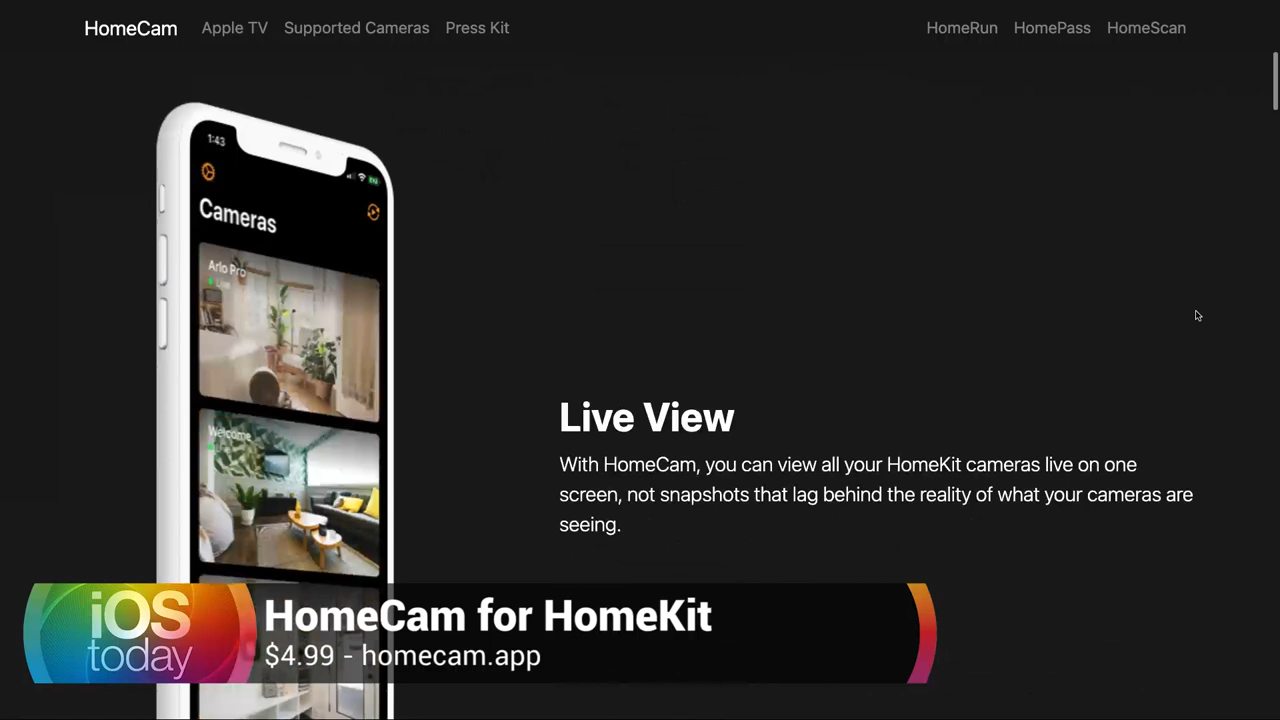 HomeCam
Apple TV
Supported Cameras
Press Kit
HomeRun
HomePass
HomeScan
1:43
Cameras
Arlo Pro
Live
Welcome
Live View
With HomeCam, you can view all your HomeKit cameras live on one
screen, not snapshots that lag behind the reality of what your cameras are
seeing.
iOS
today
HomeCam for HomeKit
$4.99 - homecam.app